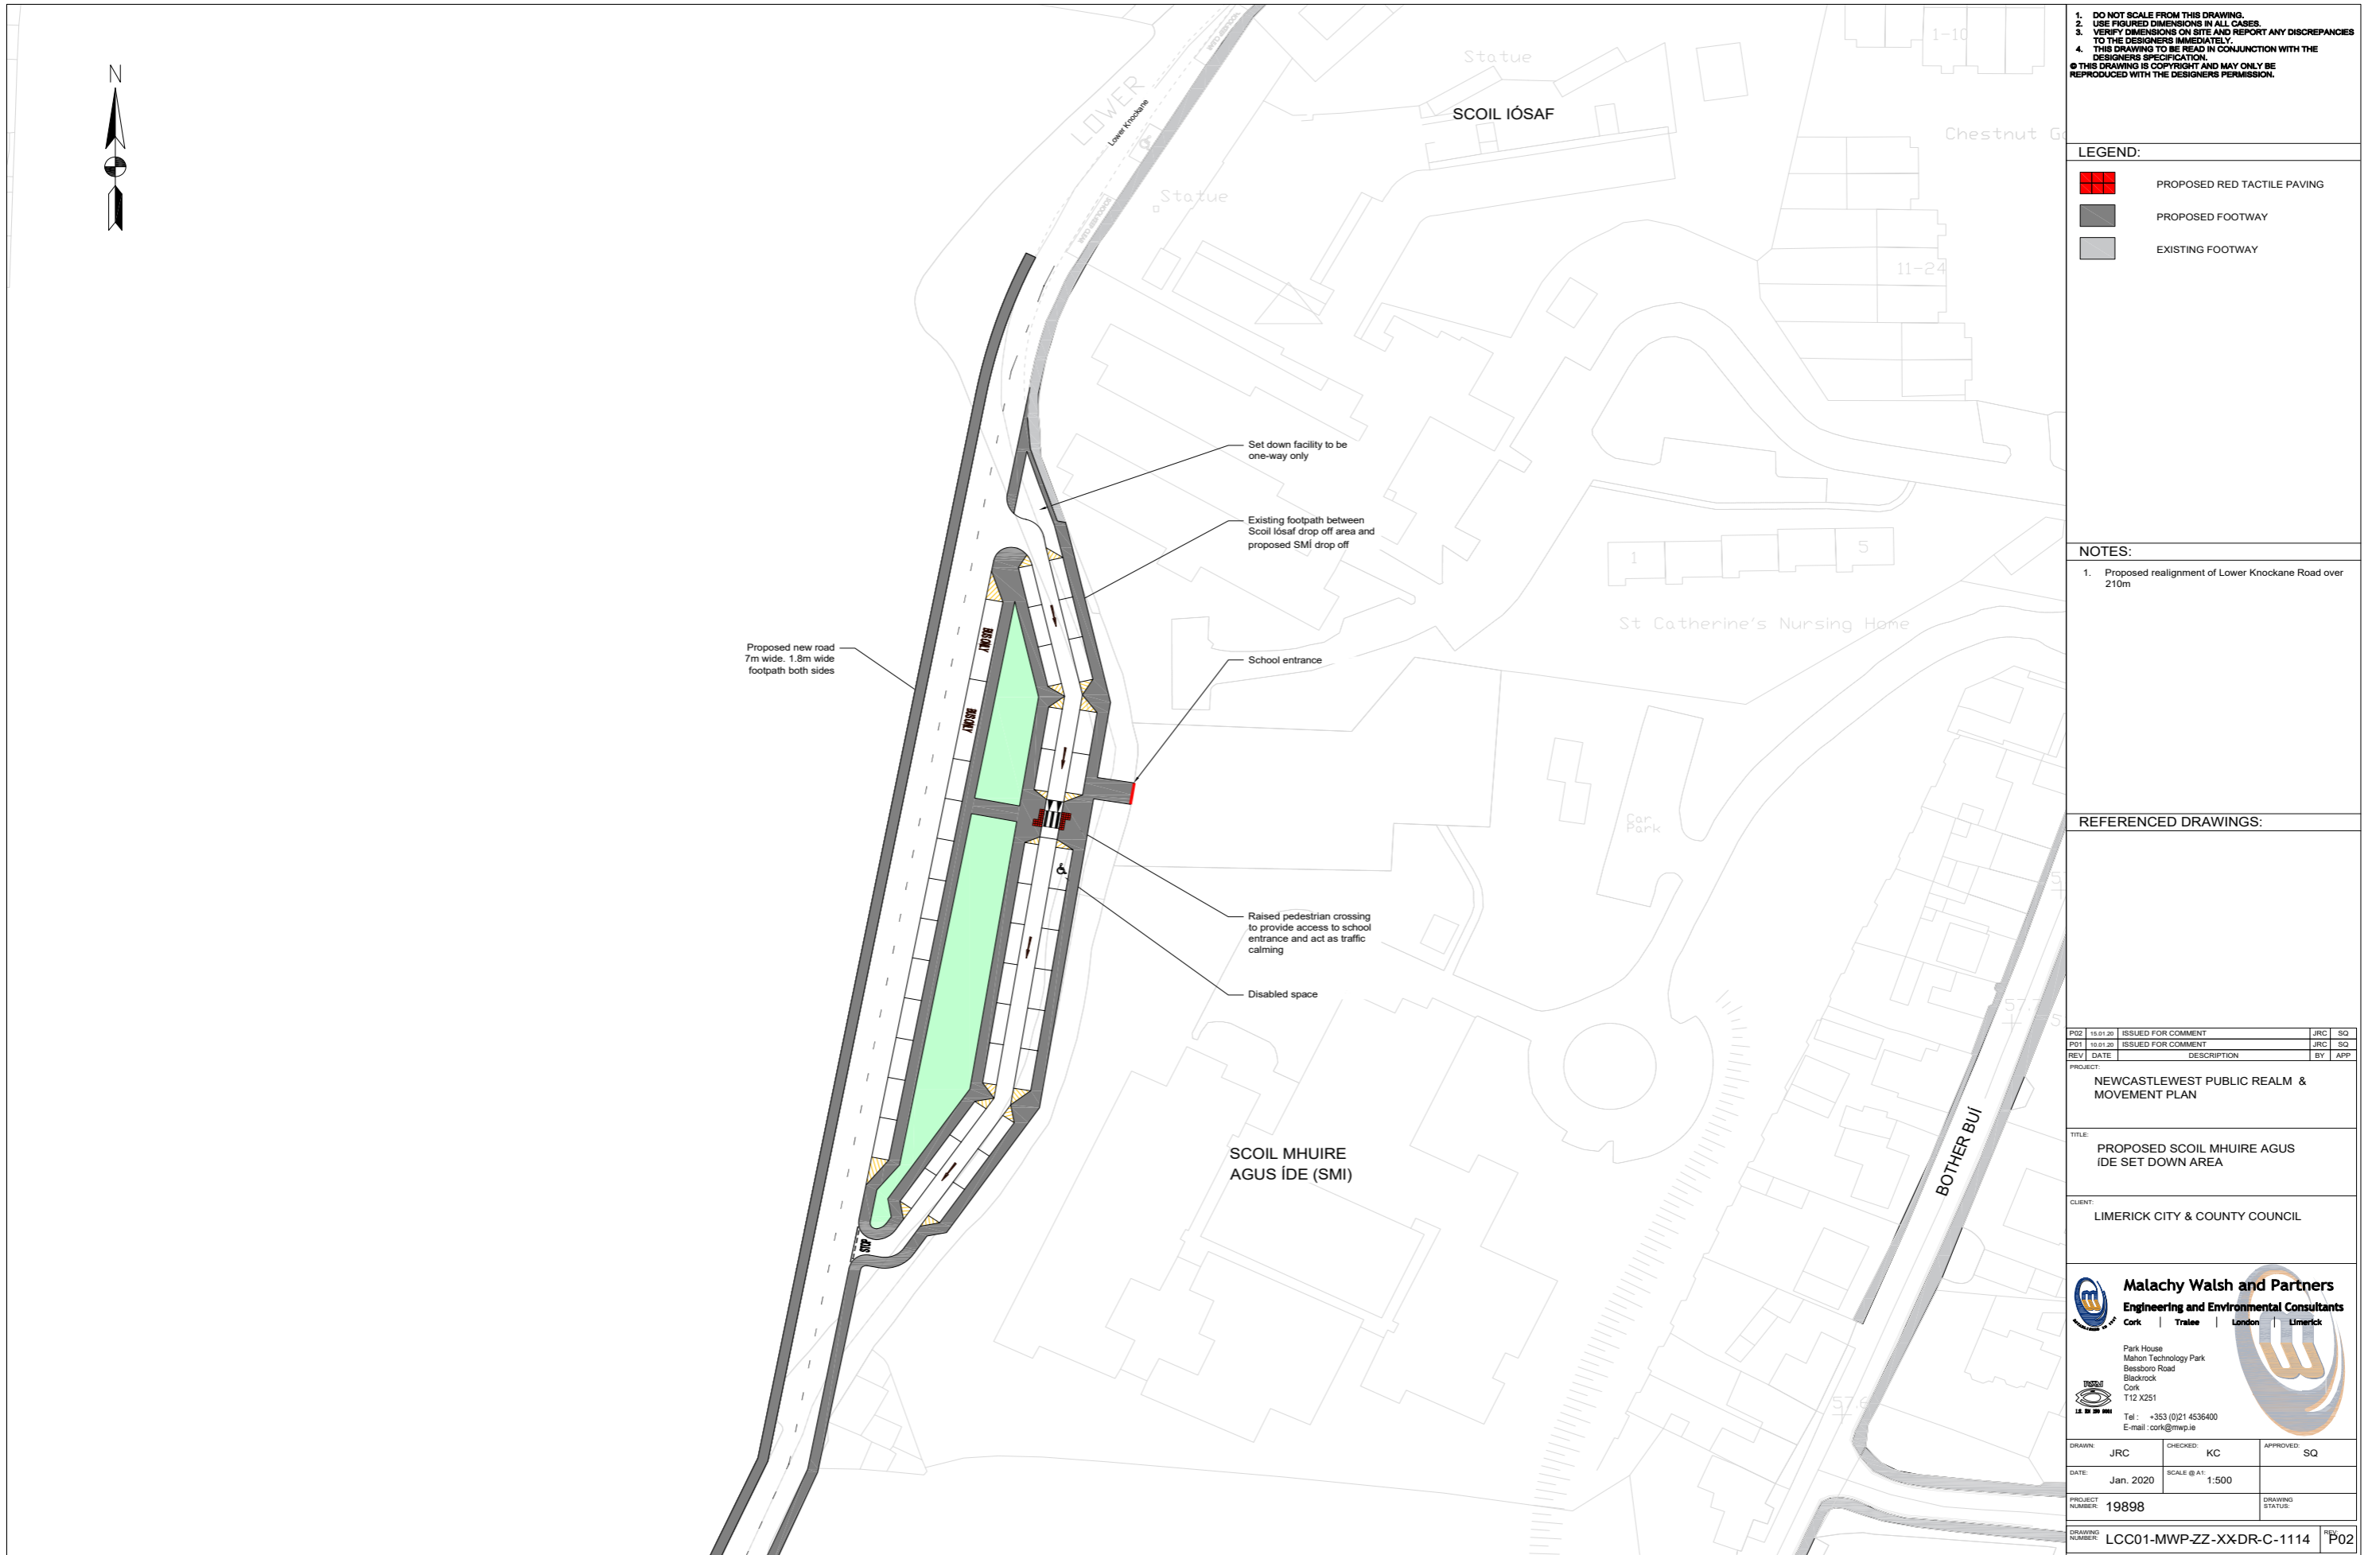 N
LOWER
Lower Knockane
Statue
Statue
SCOIL IÓSAF
1-10
Chestnut G
11-24
1
5
St Catherine's Nursing Home
Car
Park
Set down facility to be
one-way only
Existing footpath between
Scoil Iósaf drop off area and
proposed SMÍ drop off
School entrance
Proposed new road
7m wide. 1.8m wide
footpath both sides
BUS ONLY
BUS ONLY
Raised pedestrian crossing
to provide access to school
entrance and act as traffic
calming
Disabled space
STOP
SCOIL MHUIRE
AGUS ÍDE (SMI)
BOTHER BUÍ
1. DO NOT SCALE FROM THIS DRAWING.
2. USE FIGURED DIMENSIONS IN ALL CASES.
3. VERIFY DIMENSIONS ON SITE AND REPORT ANY DISCREPANCIES
TO THE DESIGNERS IMMEDIATELY.
4. THIS DRAWING TO BE READ IN CONJUNCTION WITH THE
DESIGNERS SPECIFICATION.
© THIS DRAWING IS COPYRIGHT AND MAY ONLY BE
REPRODUCED WITH THE DESIGNERS PERMISSION.
LEGEND:
PROPOSED RED TACTILE PAVING
PROPOSED FOOTWAY
EXISTING FOOTWAY
NOTES:
1. Proposed realignment of Lower Knockane Road over
210m
REFERENCED DRAWINGS:
P02 15.01.20 ISSUED FOR COMMENT JRC SQ
P01 10.01.20 ISSUED FOR COMMENT JRC SQ
REV DATE DESCRIPTION BY APP
PROJECT:
NEWCASTLEWEST PUBLIC REALM &
MOVEMENT PLAN
TITLE:
PROPOSED SCOIL MHUIRE AGUS
ÍDE SET DOWN AREA
CLIENT:
LIMERICK CITY & COUNTY COUNCIL
Malachy Walsh and Partners
Engineering and Environmental Consultants
Cork | Tralee | London | Limerick
Park House
Mahon Technology Park
Bessboro Road
Blackrock
Cork
T12 X251
Tel : +353 (0)21 4536400
E-mail : cork@mwp.ie
DRAWN: JRC CHECKED: KC APPROVED: SQ
DATE: Jan. 2020 SCALE @ A1: 1:500
PROJECT NUMBER: 19898 DRAWING STATUS:
DRAWING NUMBER: LCC01-MWP-ZZ-XX-DR-C-1114 REV: P02